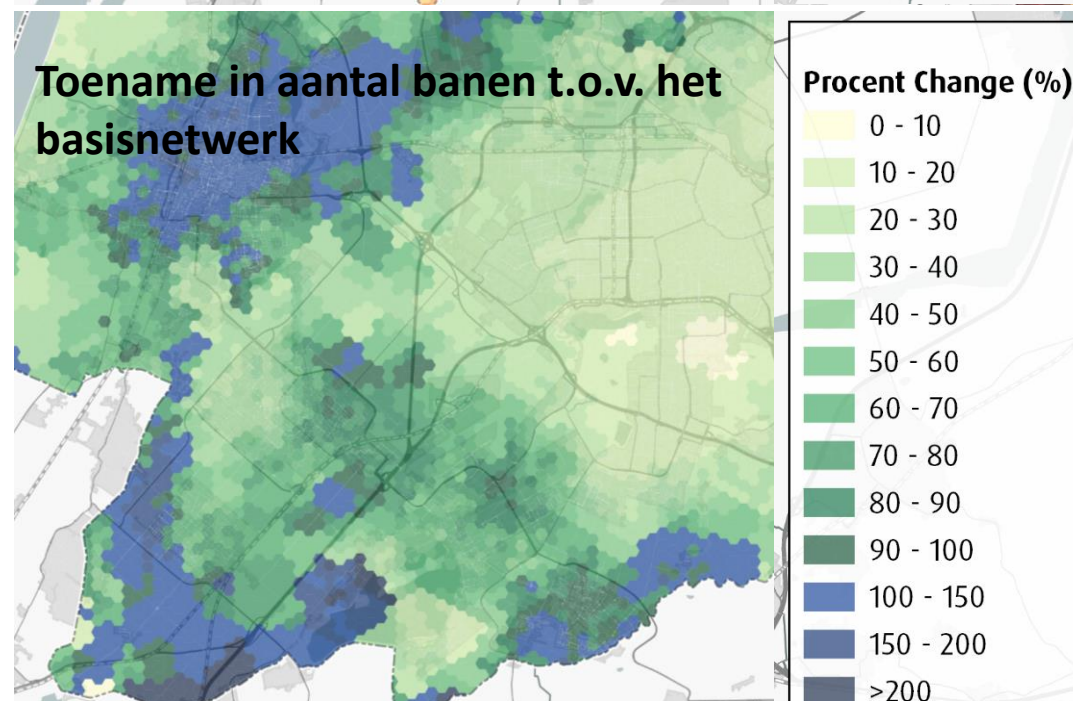 Toename in aantal banen t.o.v. het
basisnetwerk
Procent Change (%)
0 - 10
10 - 20
20 - 30
30 - 40
40 - 50
50 - 60
60 - 70
70 - 80
80 - 90
90 - 100
100 - 150
150 - 200
>200